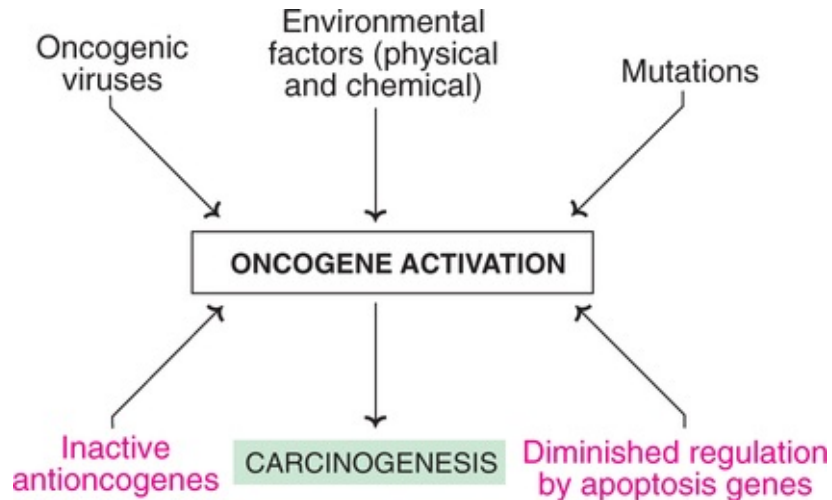 Oncogenic
viruses
Environmental
factors (physical
and chemical)
Mutations
ONCOGENE ACTIVATION
Inactive
antioncogenes
CARCINOGENESIS
Diminished regulation
by apoptosis genes